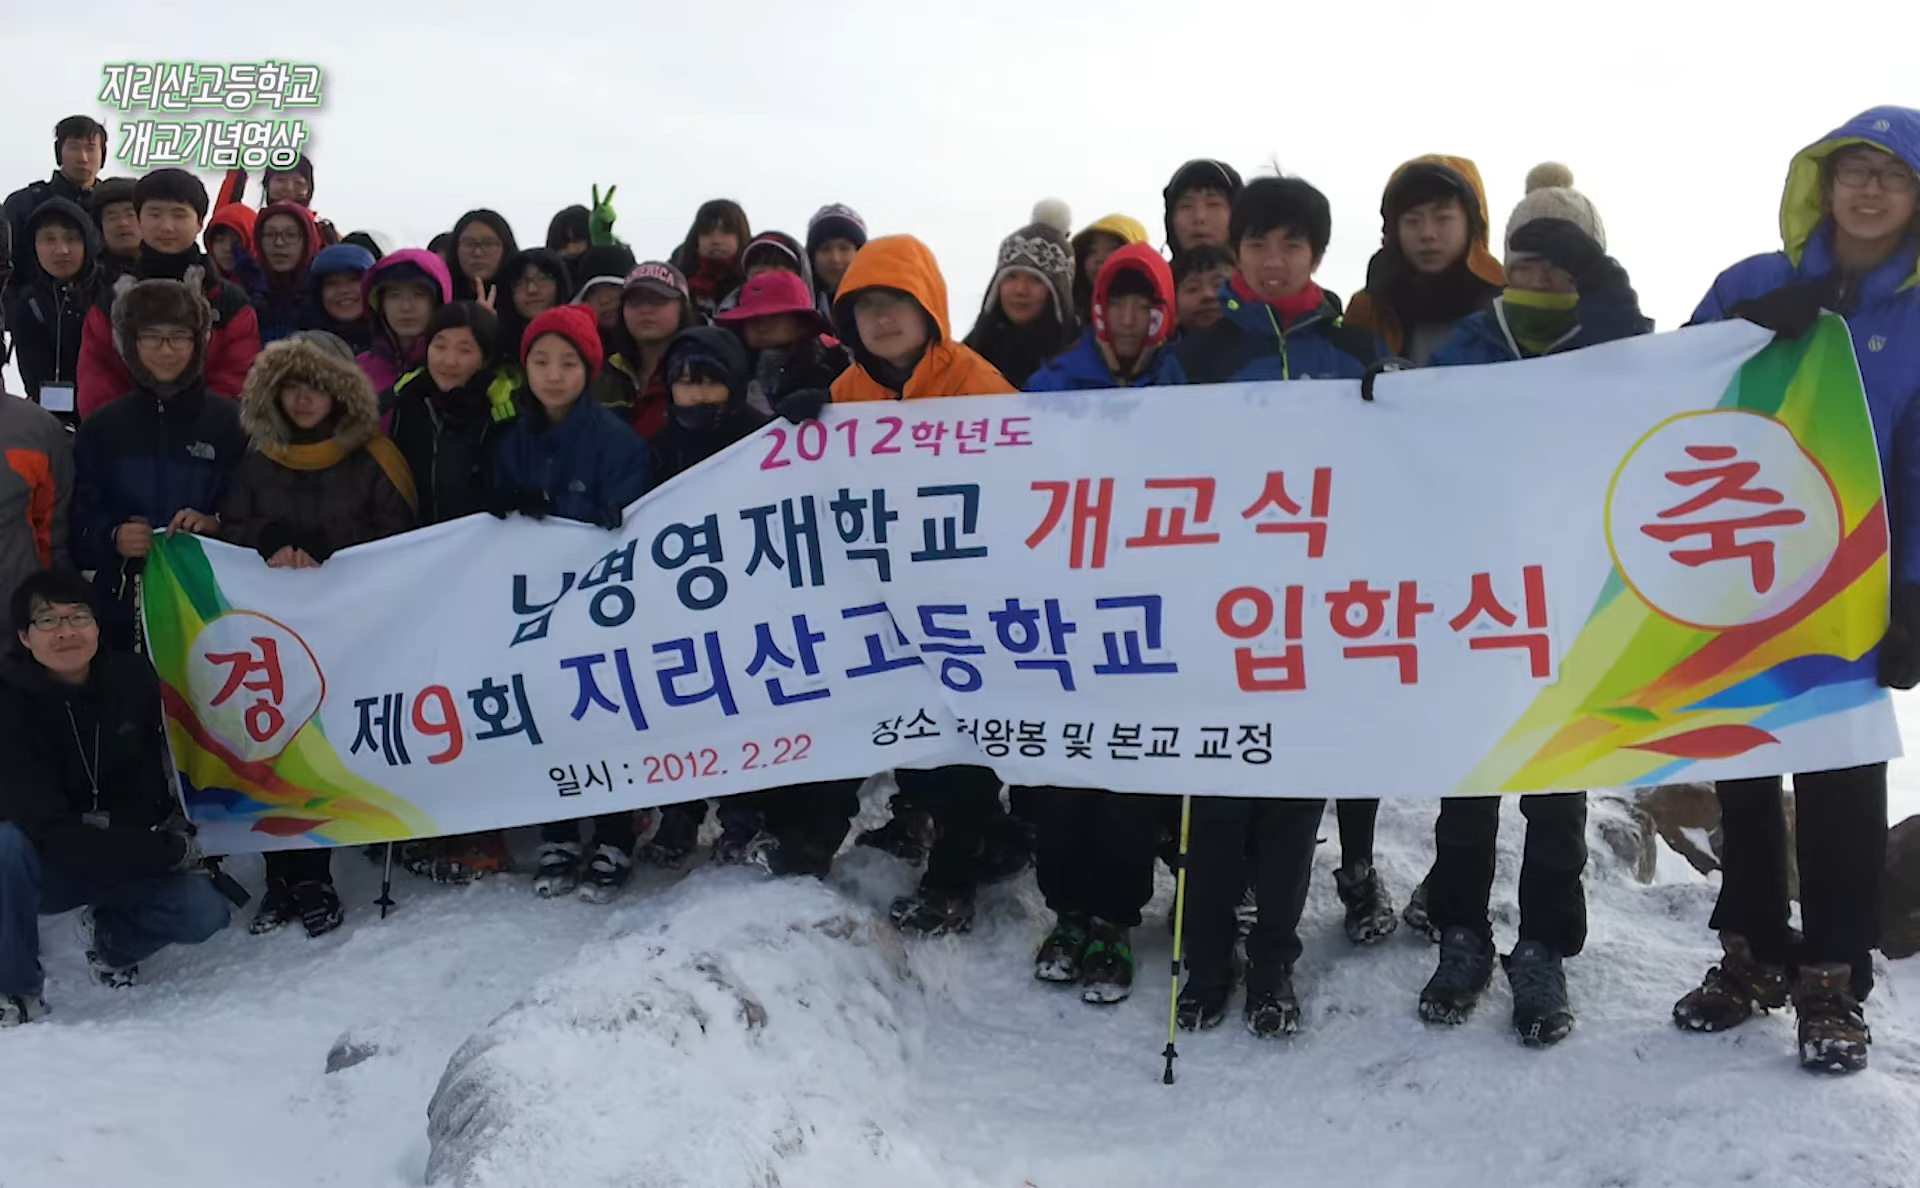 지리산고등학교
개교기념영상
AMERICA
2012학년도
남명영재학교 개교식
제9회 지리산고등학교 입학식
일시 : 2012. 2.22
장소 왕봉 및 본교 교정
경
축